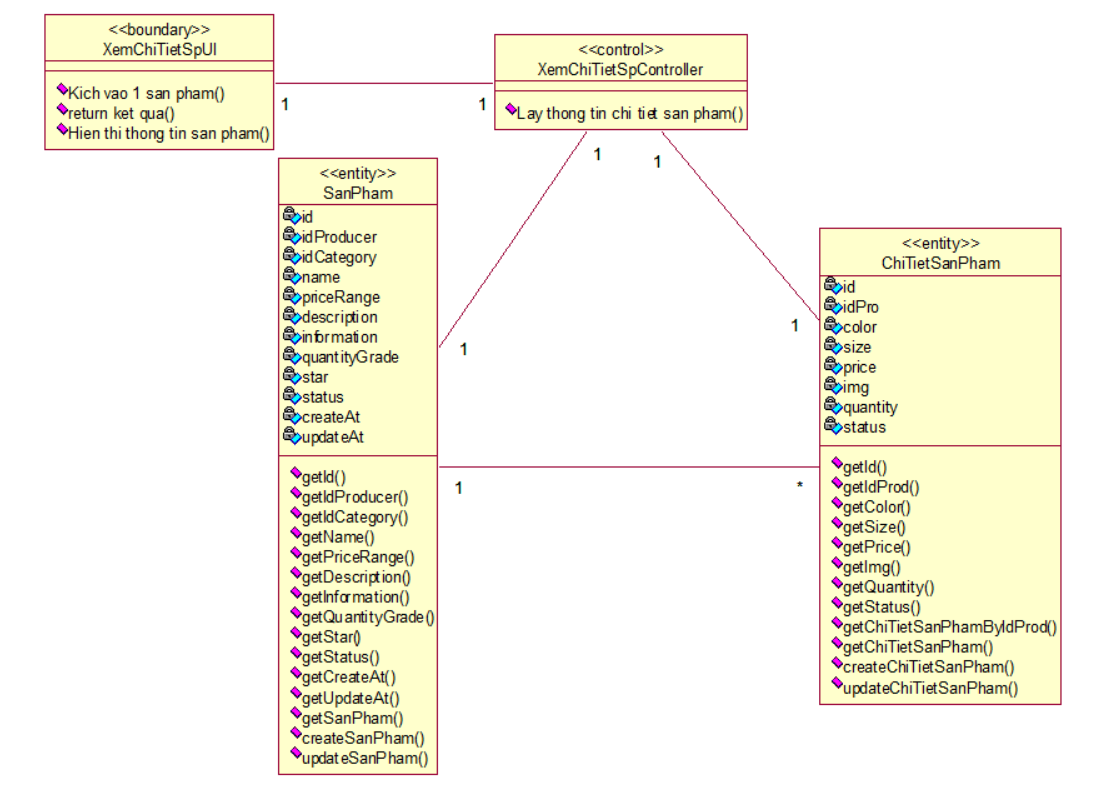 <<boundary>>
XemChiTietSpUI
Kich vao 1 san pham()
return ket qua()
Hien thi thong tin san pham()
1
1
<<control>>
XemChiTietSpController
Lay thong tin chi tiet san pham()
1
1
<<entity>>
SanPham
id
idProducer
idCategory
name
priceRange
description
information
quantityGrade
star
status
createAt
updateAt
getId()
getIdProducer()
getIdCategory()
getName()
getPriceRange()
getDescription()
getInformation()
getQuantityGrade()
getStar()
getStatus()
getCreateAt()
getUpdateAt()
getSanPham()
createSanPham()
updateSanPham()
1
1
1
*
<<entity>>
ChiTietSanPham
id
idPro
color
size
price
img
quantity
status
getId()
getIdProd()
getColor()
getSize()
getPrice()
getImg()
getQuantity()
getStatus()
getChiTietSanPhamByIdProd()
getChiTietSanPham()
createChiTietSanPham()
updateChiTietSanPham()